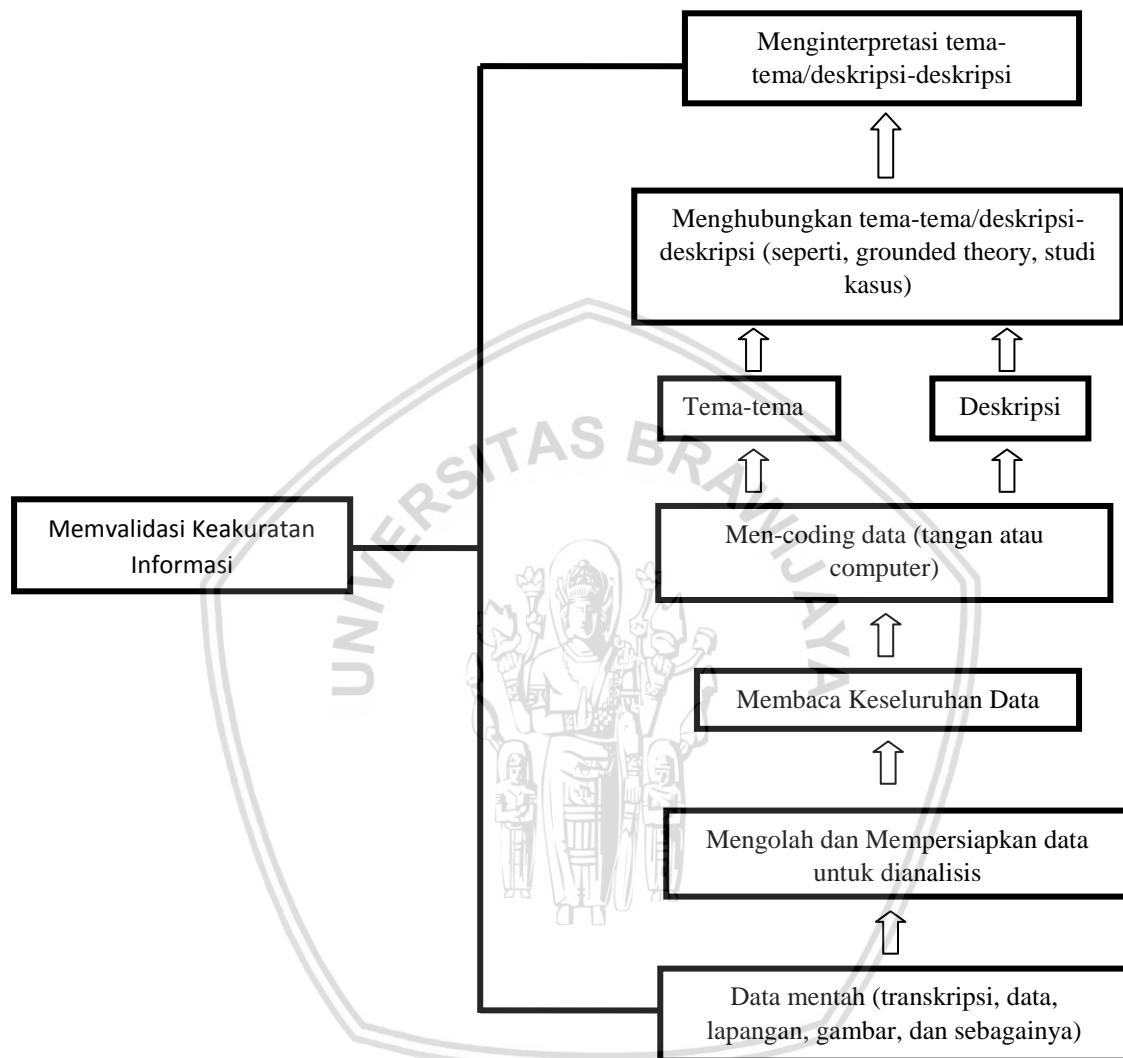 Menginterpretasi tema-
tema/deskripsi-deskripsi
Menghubungkan tema-tema/deskripsi-
deskripsi (seperti, grounded theory, studi
kasus)
Tema-tema
Deskripsi
UNIVERSITAS BRAWIJAYA
Memvalidasi Keakuratan
Informasi
Men-coding data (tangan atau
computer)
Membaca Keseluruhan Data
Mengolah dan Mempersiapkan data
untuk dianalisis
Data mentah (transkripsi, data,
lapangan, gambar, dan sebagainya)